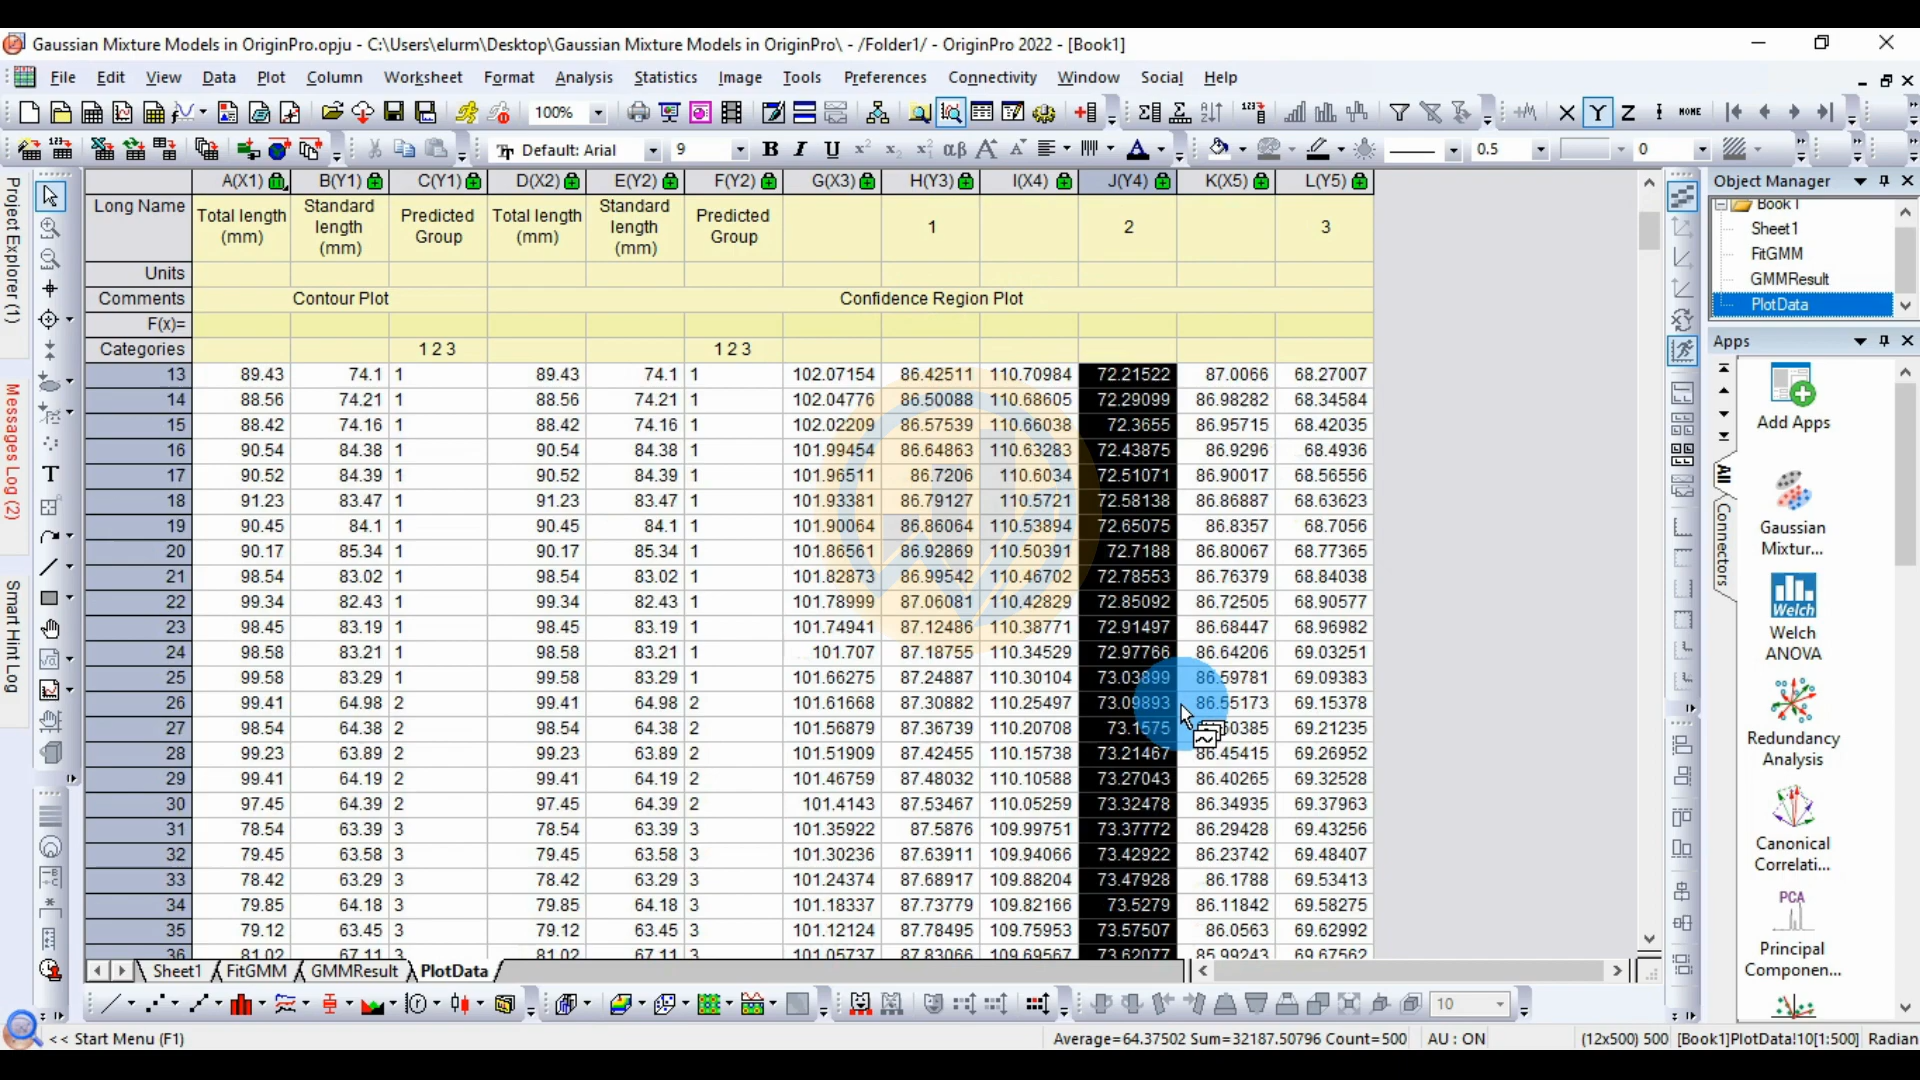 Gaussian Mixture Models in OriginPro.opju - C:\Users\elurm\Desktop\Gaussian Mixture Models in OriginPro\ - /Folder1/ - OriginPro 2022 - [Book1]
File Edit View Data Plot Column Worksheet Format Analysis Statistics Image Tools Preferences Connectivity Window Social Help
100% X Y Z NONE
Default: Arial 9 B I U αβ A A 0.5 0
Project Explorer (1)
Messages Log (2)
Smart Hint Log
A(X1) B(Y1) C(Y1) D(X2) E(Y2) F(Y2) G(X3) H(Y3) I(X4) J(Y4) K(X5) L(Y5)
Long Name Total length (mm) Standard length (mm) Predicted Group Total length (mm) Standard length (mm) Predicted Group 1 2 3
Units
Comments Contour Plot Confidence Region Plot
F(x)=
Categories 1 2 3 1 2 3
13 89.43 74.1 1 89.43 74.1 1 102.07154 86.42511 110.70984 72.21522 87.0066 68.27007
14 88.56 74.21 1 88.56 74.21 1 102.04776 86.50088 110.68605 72.29099 86.98282 68.34584
15 88.42 74.16 1 88.42 74.16 1 102.02209 86.57539 110.66038 72.3655 86.95715 68.42035
16 90.54 84.38 1 90.54 84.38 1 101.99454 86.64863 110.63283 72.43875 86.9296 68.4936
17 90.52 84.39 1 90.52 84.39 1 101.96511 86.7206 110.6034 72.51071 86.90017 68.56556
18 91.23 83.47 1 91.23 83.47 1 101.93381 86.79127 110.5721 72.58138 86.86887 68.63623
19 90.45 84.1 1 90.45 84.1 1 101.90064 86.86064 110.53894 72.65075 86.8357 68.7056
20 90.17 85.34 1 90.17 85.34 1 101.86561 86.92869 110.50391 72.7188 86.80067 68.77365
21 98.54 83.02 1 98.54 83.02 1 101.82873 86.99542 110.46702 72.78553 86.76379 68.84038
22 99.34 82.43 1 99.34 82.43 1 101.78999 87.06081 110.42829 72.85092 86.72505 68.90577
23 98.45 83.19 1 98.45 83.19 1 101.74941 87.12486 110.38771 72.91497 86.68447 68.96982
24 98.58 83.21 1 98.58 83.21 1 101.707 87.18755 110.34529 72.97766 86.64206 69.03251
25 99.58 83.29 1 99.58 83.29 1 101.66275 87.24887 110.30104 73.03899 86.59781 69.09383
26 99.41 64.98 2 99.41 64.98 2 101.61668 87.30882 110.25497 73.09893 86.55173 69.15378
27 98.54 64.38 2 98.54 64.38 2 101.56879 87.36739 110.20708 73.1575 69.21235
28 99.23 63.89 2 99.23 63.89 2 101.51909 87.42455 110.15738 73.21467 86.45415 69.26952
29 99.41 64.19 2 99.41 64.19 2 101.46759 87.48032 110.10588 73.27043 86.40265 69.32528
30 97.45 64.39 2 97.45 64.39 2 101.4143 87.53467 110.05259 73.32478 86.34935 69.37963
31 78.54 63.39 3 78.54 63.39 3 101.35922 87.5876 109.99751 73.37772 86.29428 69.43256
32 79.45 63.58 3 79.45 63.58 3 101.30236 87.63911 109.94066 73.42922 86.23742 69.48407
33 78.42 63.29 3 78.42 63.29 3 101.24374 87.68917 109.88204 73.47928 86.1788 69.53413
34 79.85 64.18 3 79.85 64.18 3 101.18337 87.73779 109.82166 73.5279 86.11842 69.58275
35 79.12 63.45 3 79.12 63.45 3 101.12124 87.78495 109.75953 73.57507 86.0563 69.62992
36 81.02 67.11 3 81.02 67.11 3 101.05737 87.83066 109.69567 73.62077 85.99243 69.67562
Sheet1 FitGMM GMMResult PlotData
10
Object Manager
Book1
Sheet1
FitGMM
GMMResult
PlotData
Apps
All
Connectors
Add Apps
Gaussian
Mixtur...
Welch
Welch
ANOVA
Redundancy
Analysis
Canonical
Correlati...
PCA
Principal
Componen...
<< Start Menu (F1) Average=64.37502 Sum=32187.50796 Count=500 AU : ON (12x500) 500 [Book1]PlotData!10[1:500] Radian